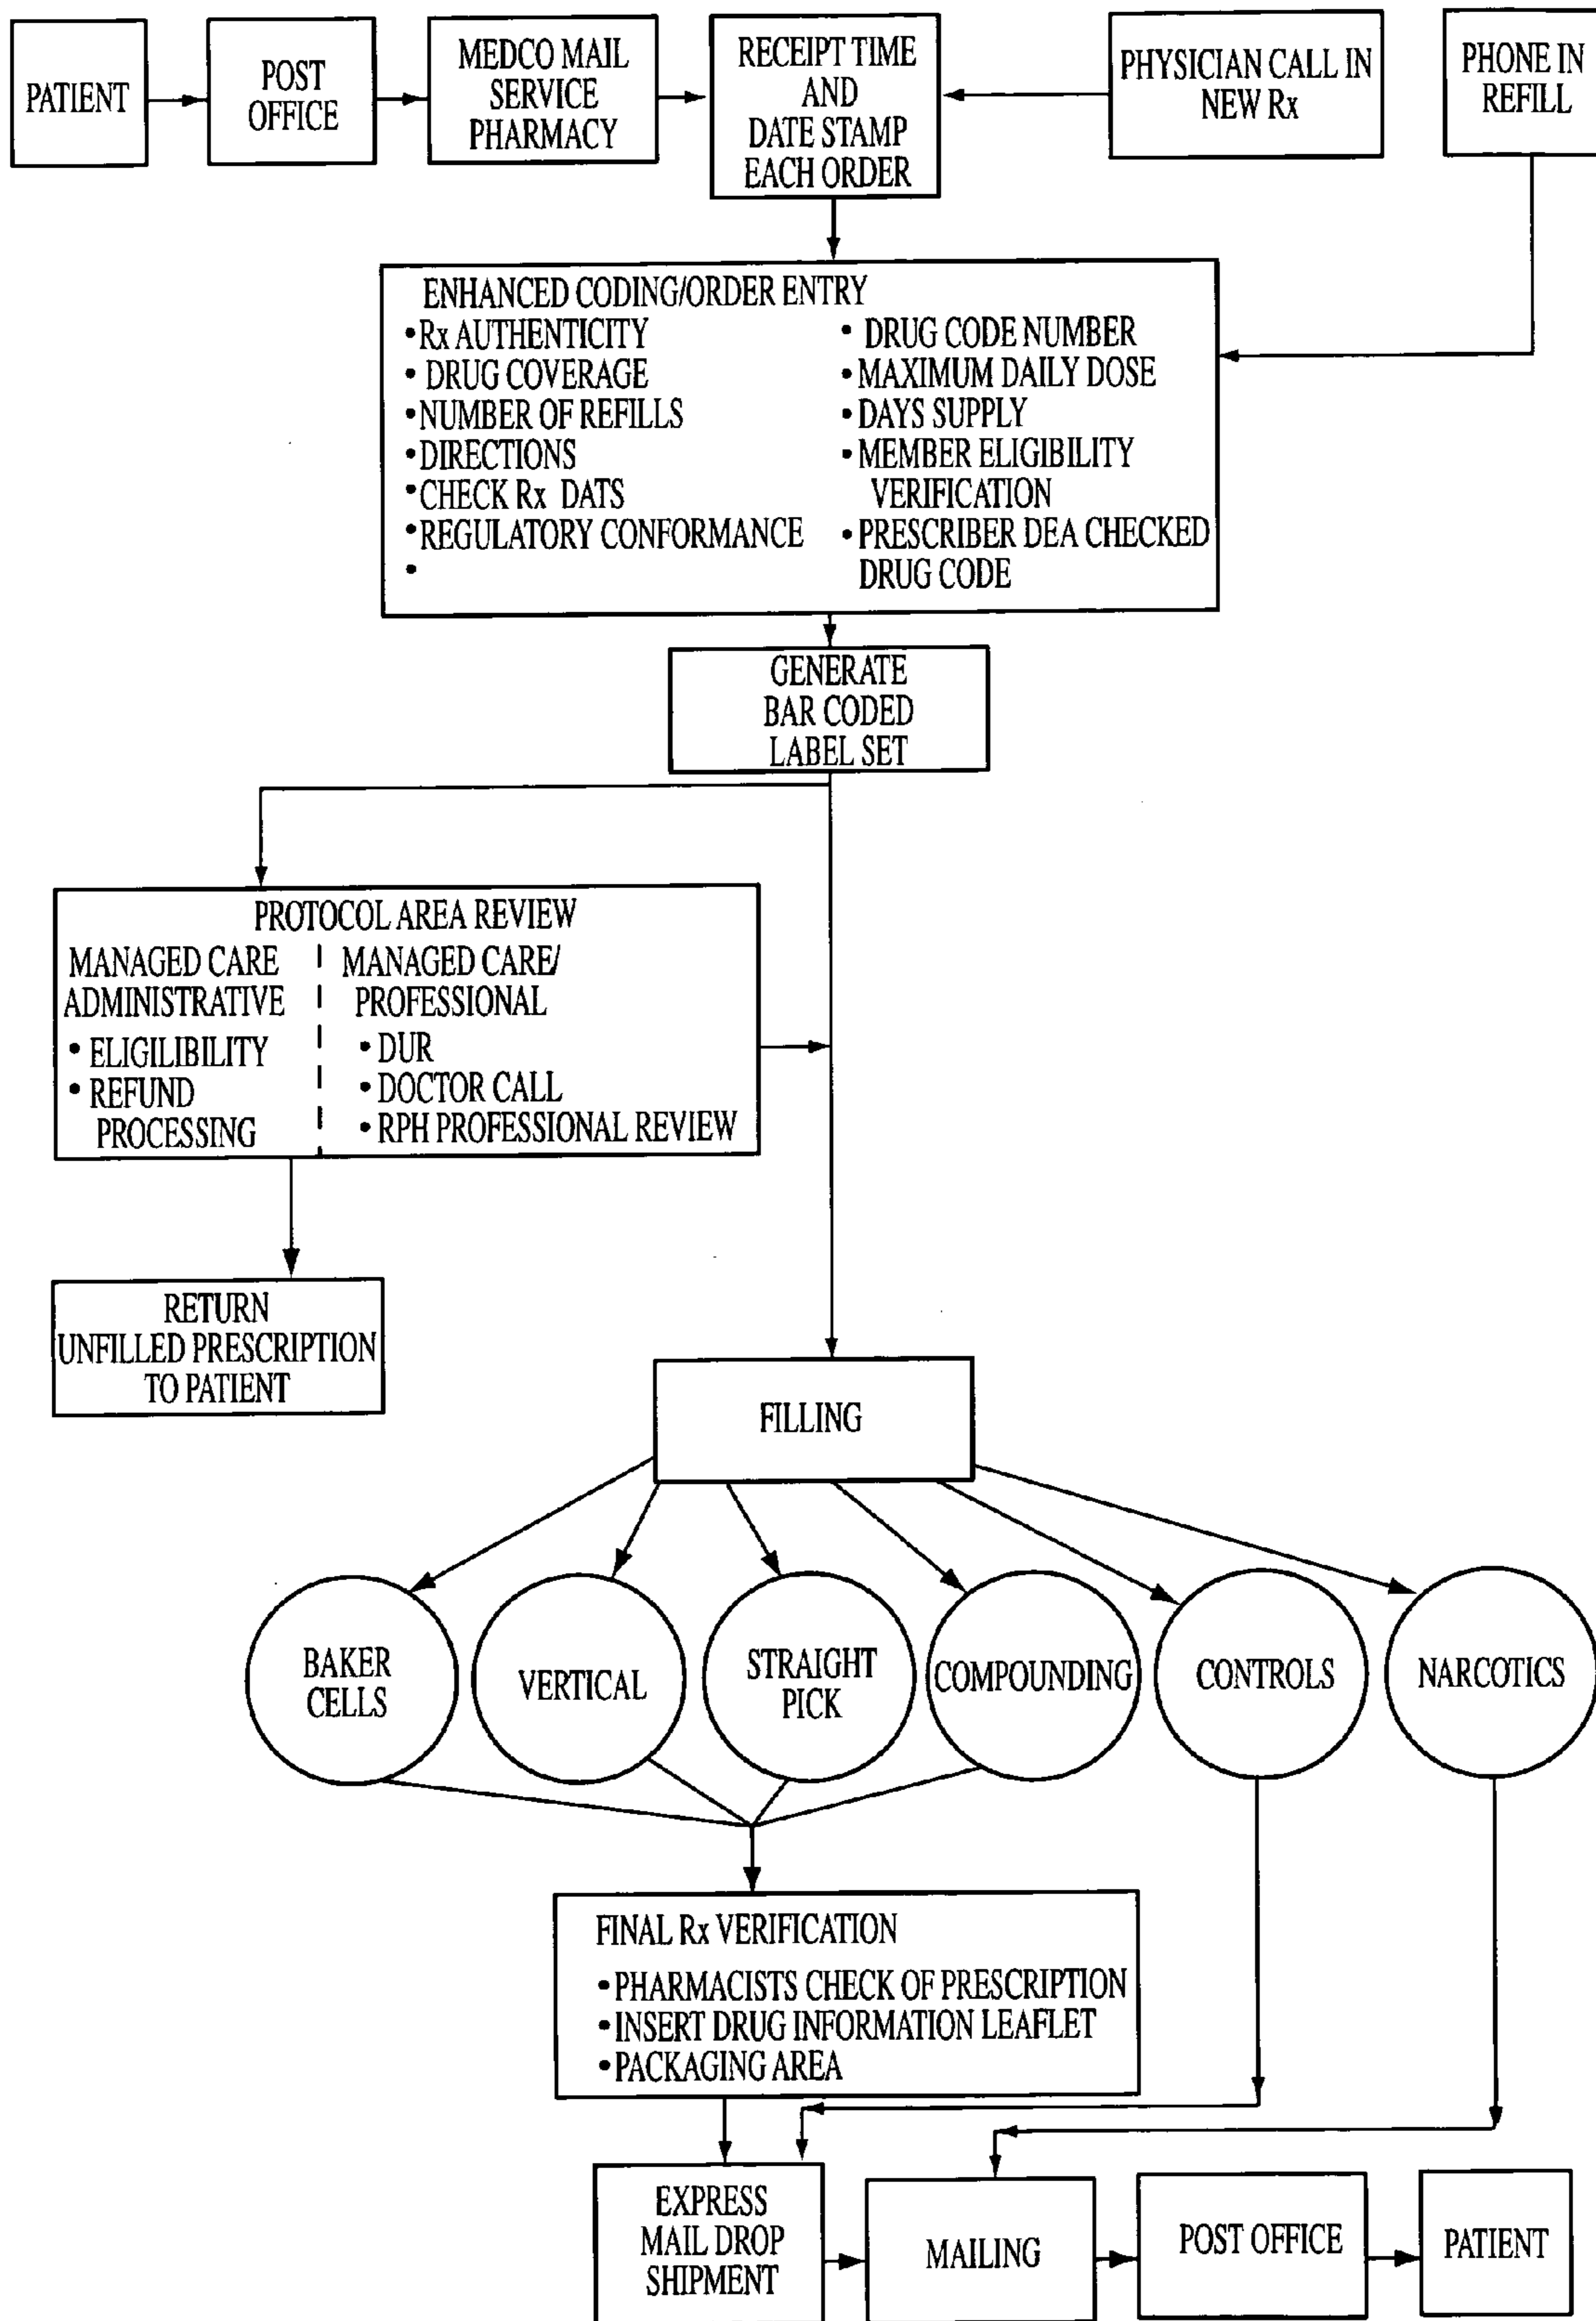 PATIENT
POST
OFFICE
MEDCO MAIL
SERVICE
PHARMACY
RECEIPT TIME
AND
DATE STAMP
EACH ORDER
PHYSICIAN CALL IN
NEW Rx
PHONE IN
REFILL
ENHANCED CODING/ORDER ENTRY
•Rx AUTHENTICITY
• DRUG COVERAGE
•NUMBER OF REFILLS
•DIRECTIONS
•CHECK Rx DATS
•REGULATORY CONFORMANCE
•
• DRUG CODE NUMBER
•MAXIMUM DAILY DOSE
•DAYS SUPPLY
•MEMBER ELIGIBILITY
VERIFICATION
•PRESCRIBER DEA CHECKED
DRUG CODE
GENERATE
BAR CODED
LABEL SET
PROTOCOL AREA REVIEW
MANAGED CARE
ADMINISTRATIVE
• ELIGILIBILITY
• REFUND
PROCESSING
MANAGED CARE/
PROFESSIONAL
• DUR
• DOCTOR CALL
• RPH PROFESSIONAL REVIEW
RETURN
UNFILLED PRESCRIPTION
TO PATIENT
FILLING
BAKER
CELLS
VERTICAL
STRAIGHT
PICK
COMPOUNDING
CONTROLS
NARCOTICS
FINAL Rx VERIFICATION
•PHARMACISTS CHECK OF PRESCRIPTION
•INSERT DRUG INFORMATION LEAFLET
•PACKAGING AREA
EXPRESS
MAIL DROP
SHIPMENT
MAILING
POST OFFICE
PATIENT